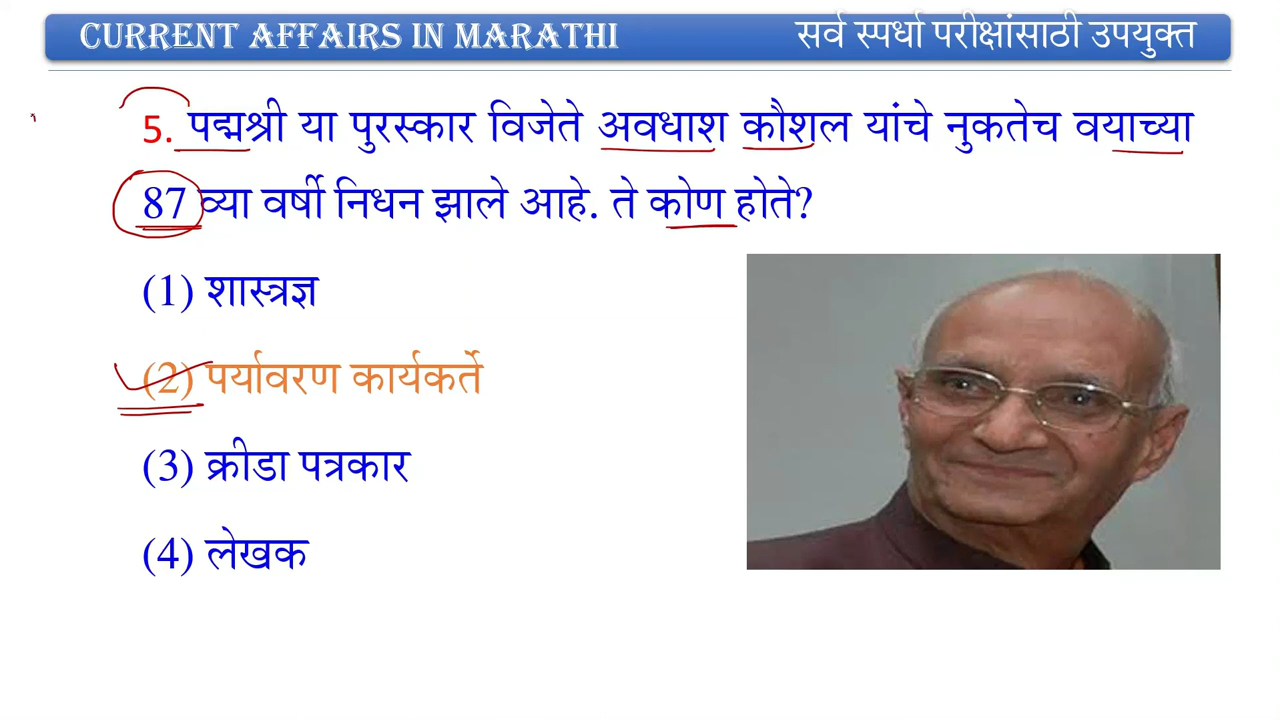 CURRENT AFFAIRS IN MARATHI
सर्व स्पर्धा परीक्षांसाठी उपयुक्त
5. पद्मश्री या पुरस्कार विजेते अवधाश कौशल यांचे नुकतेच वयाच्या
87 व्या वर्षी निधन झाले आहे. ते कोण होते?
(1) शास्त्रज्ञ
(2) पर्यावरण कार्यकर्ते
(3) क्रीडा पत्रकार
(4) लेखक